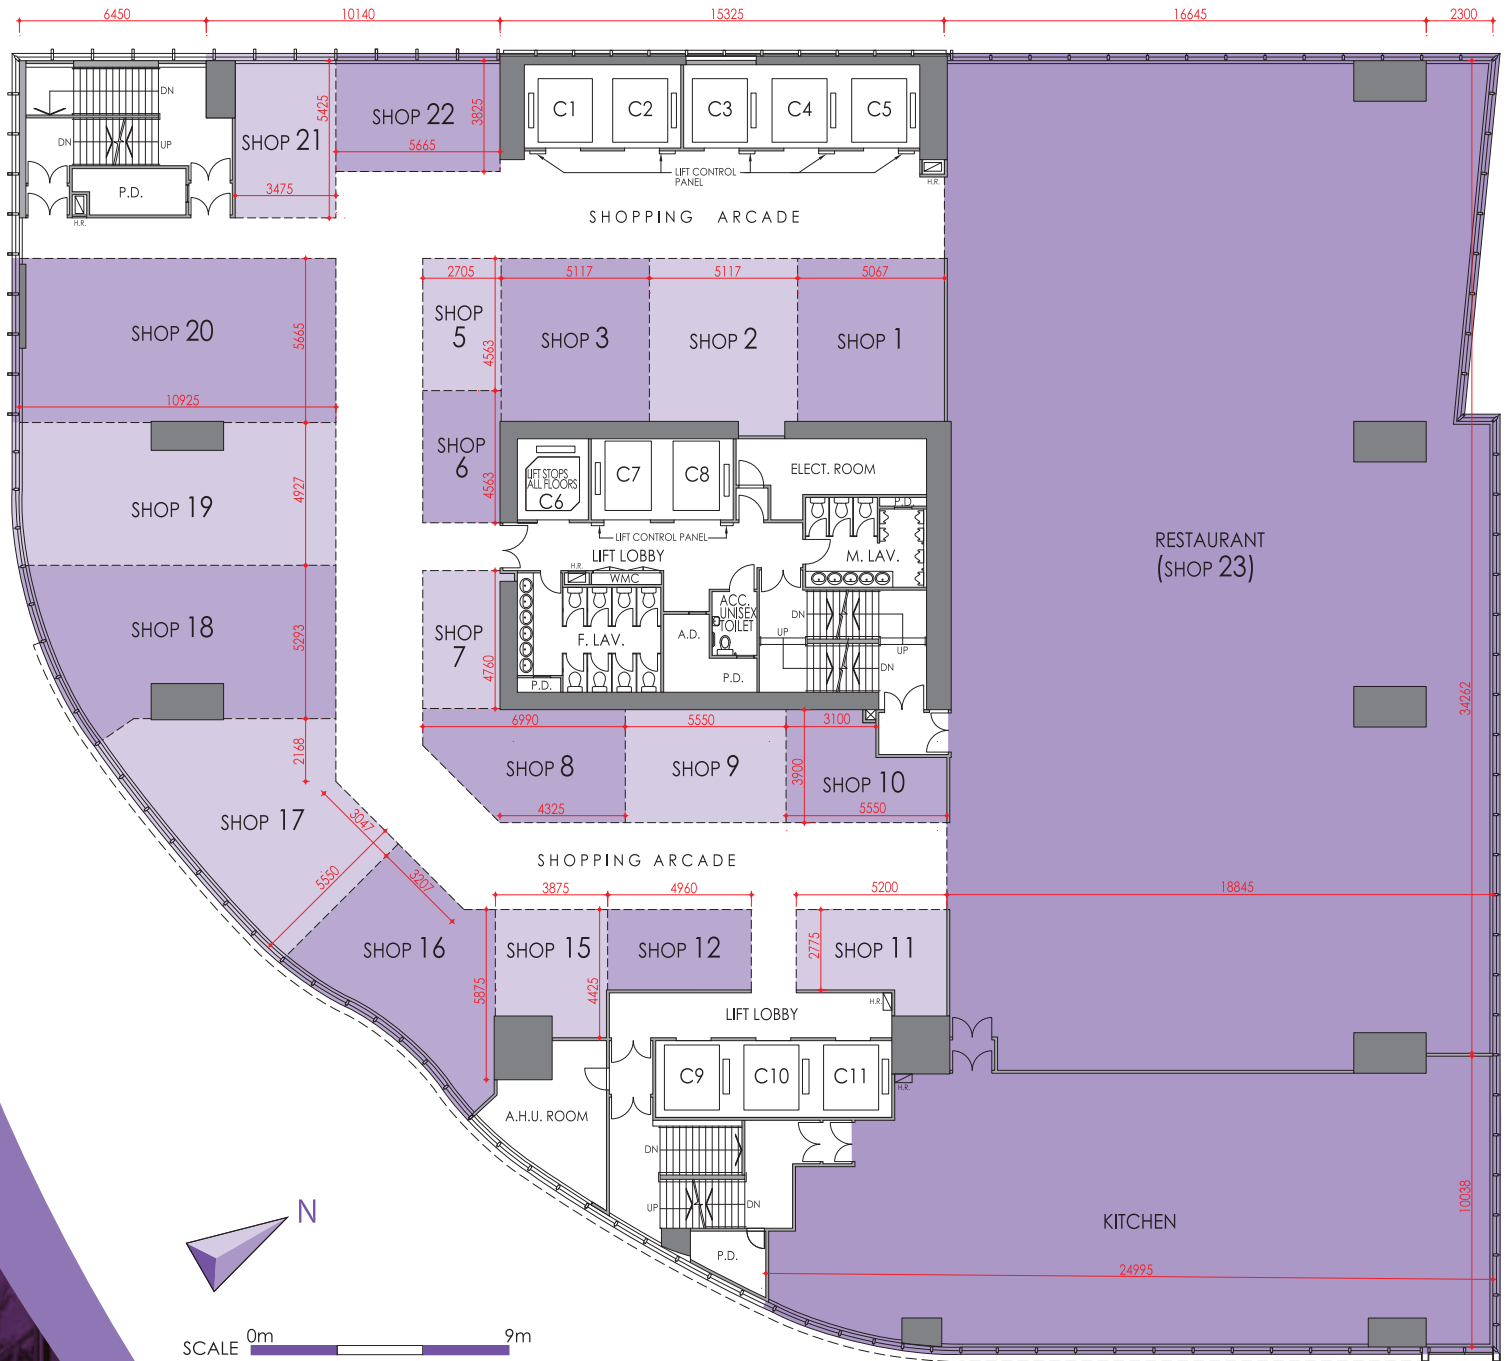 6450 10140 15325 16645 2300
DN
DN UP
P.D.
H.R.
5425
SHOP 21
3475
SHOP 22
3825
5665
C1 C2 C3 C4 C5
LIFT CONTROL
PANEL
H.R.
SHOPPING ARCADE
2705 5117 5117 5067
SHOP 20
5665
10925
SHOP
5
4563
SHOP 3
SHOP 2
SHOP 1
SHOP
6
4563
SHOP 19
4927
LIFT STOPS
ALL FLOORS
C6
C7 C8
ELECT. ROOM
P.D.
LIFT CONTROL PANEL
LIFT LOBBY
M. LAV.
H.R.
WMC
RESTAURANT
(SHOP 23)
SHOP 18
5293
SHOP
7
4760
F. LAV.
P.D.
A.D.
ACC.
UNISEX
TOILET
P.D.
DN
UP
UP
DN
34262
6990 5550 3100
2168
SHOP 8
SHOP 9
SHOP 10
3900
4325
5550
SHOP 17
3047
5550
3207
SHOPPING ARCADE
3875 4960 5200 18845
SHOP 16
5875
SHOP 15
4425
SHOP 12
2775
SHOP 11
H.R.
LIFT LOBBY
C9 C10 C11
H.R.
A.H.U. ROOM
DN
UP
DN
P.D.
KITCHEN
10038
24995
N
SCALE 0m 9m